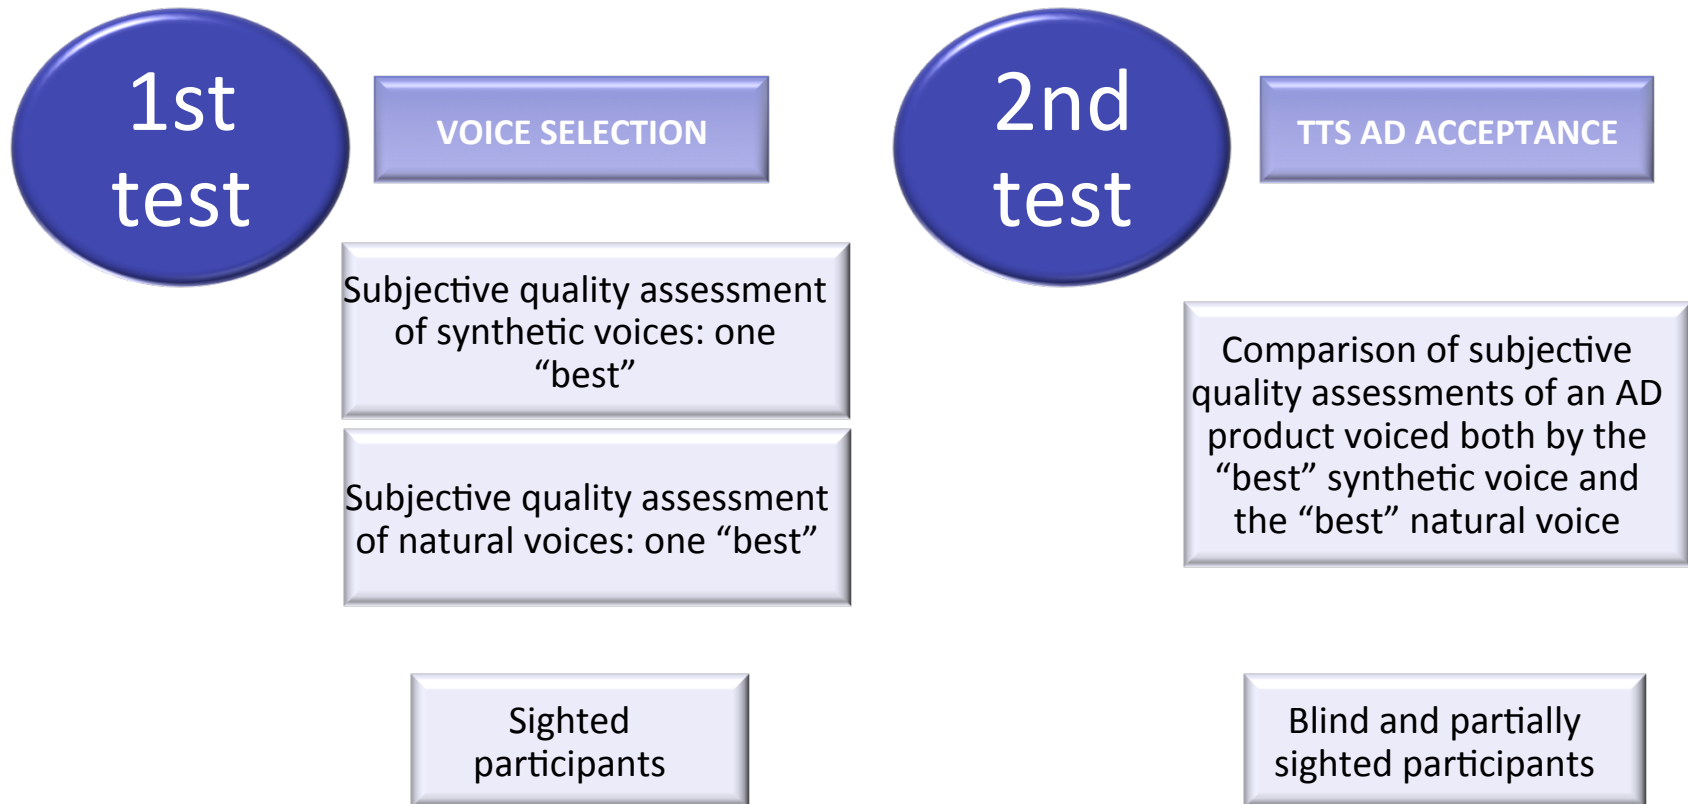 1st
test
VOICE SELECTION
Subjective quality assessment
of synthetic voices: one
“best”
Subjective quality assessment
of natural voices: one “best”
Sighted
participants
2nd
test
TTS AD ACCEPTANCE
Comparison of subjective
quality assessments of an AD
product voiced both by the
“best” synthetic voice and
the “best” natural voice
Blind and partially
sighted participants